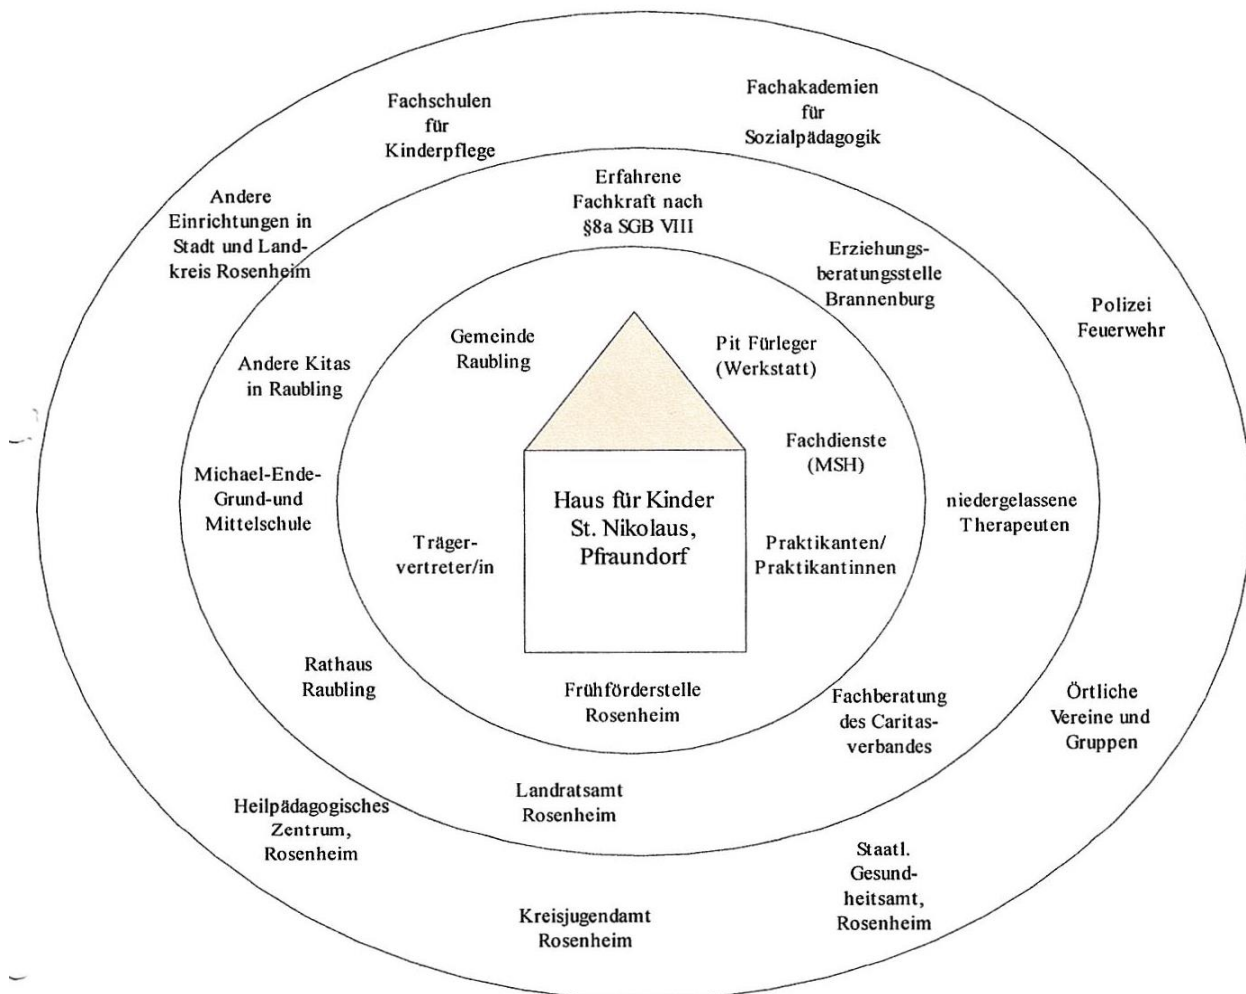 Fachschulen
für
Kinderpflege
Fachakademien
für
Sozialpädagogik
Andere
Einrichtungen in
Stadt und Land-
kreis Rosenheim
Erfahrene
Fachkraft nach
§8a SGB VIII
Erziehungs-
beratungsstelle
Brannenburg
Polizei
Feuerwehr
Gemeinde
Raubling
Pit Fürleger
(Werkstatt)
Andere Kitas
in Raubling
Fachdienste
(MSH)
Michael-Ende-
Grund-und
Mittelschule
Haus für Kinder
St. Nikolaus,
Pfraundorf
niedergelassene
Therapeuten
Träger-
vertreter/in
Praktikanten/
Praktikantinnen
Rathaus
Raubling
Frühförderstelle
Rosenheim
Fachberatung
des Caritas-
verbandes
Örtliche
Vereine und
Gruppen
Landratsamt
Rosenheim
Heilpädagogisches
Zentrum,
Rosenheim
Staatl.
Gesund-
heitsamt,
Rosenheim
Kreisjugendamt
Rosenheim